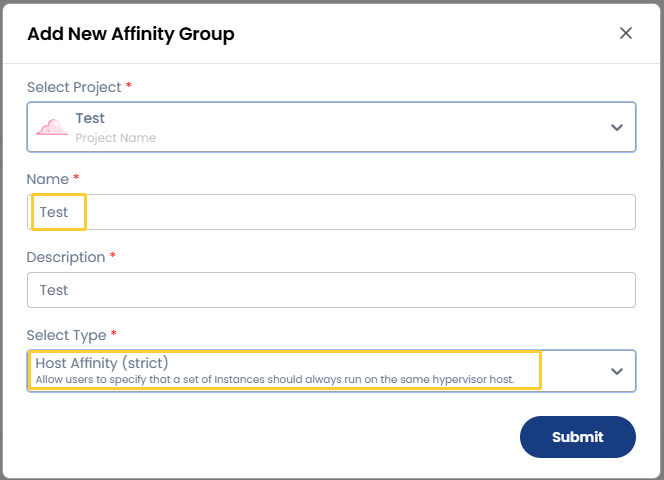 Add New Affinity Group
Select Project *
Test
Project Name
Name *
Test
Description *
Test
Select Type *
Host Affinity (strict)
Allow users to specify that a set of Instances should always run on the same hypervisor host.
Submit